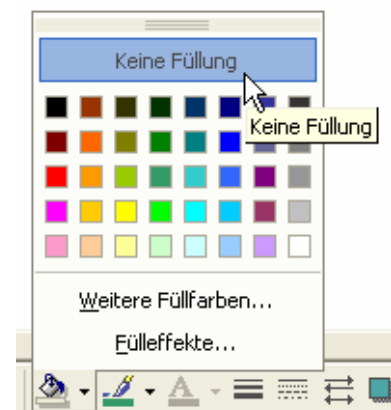 Keine Füllung
Keine Füllung
Weitere Füllfarben...
Fülleffekte...
A